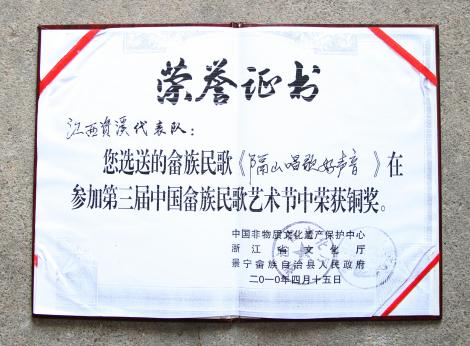 荣誉证书
江西资溪代表队：
您选送的畲族民歌《隔山唱歌好声音》在
参加第三届中国畲族民歌艺术节中荣获铜奖。
中国非物质文化遗产保护中心
浙江省文化厅
景宁畲族自治县人民政府
二〇一〇年四月十五日